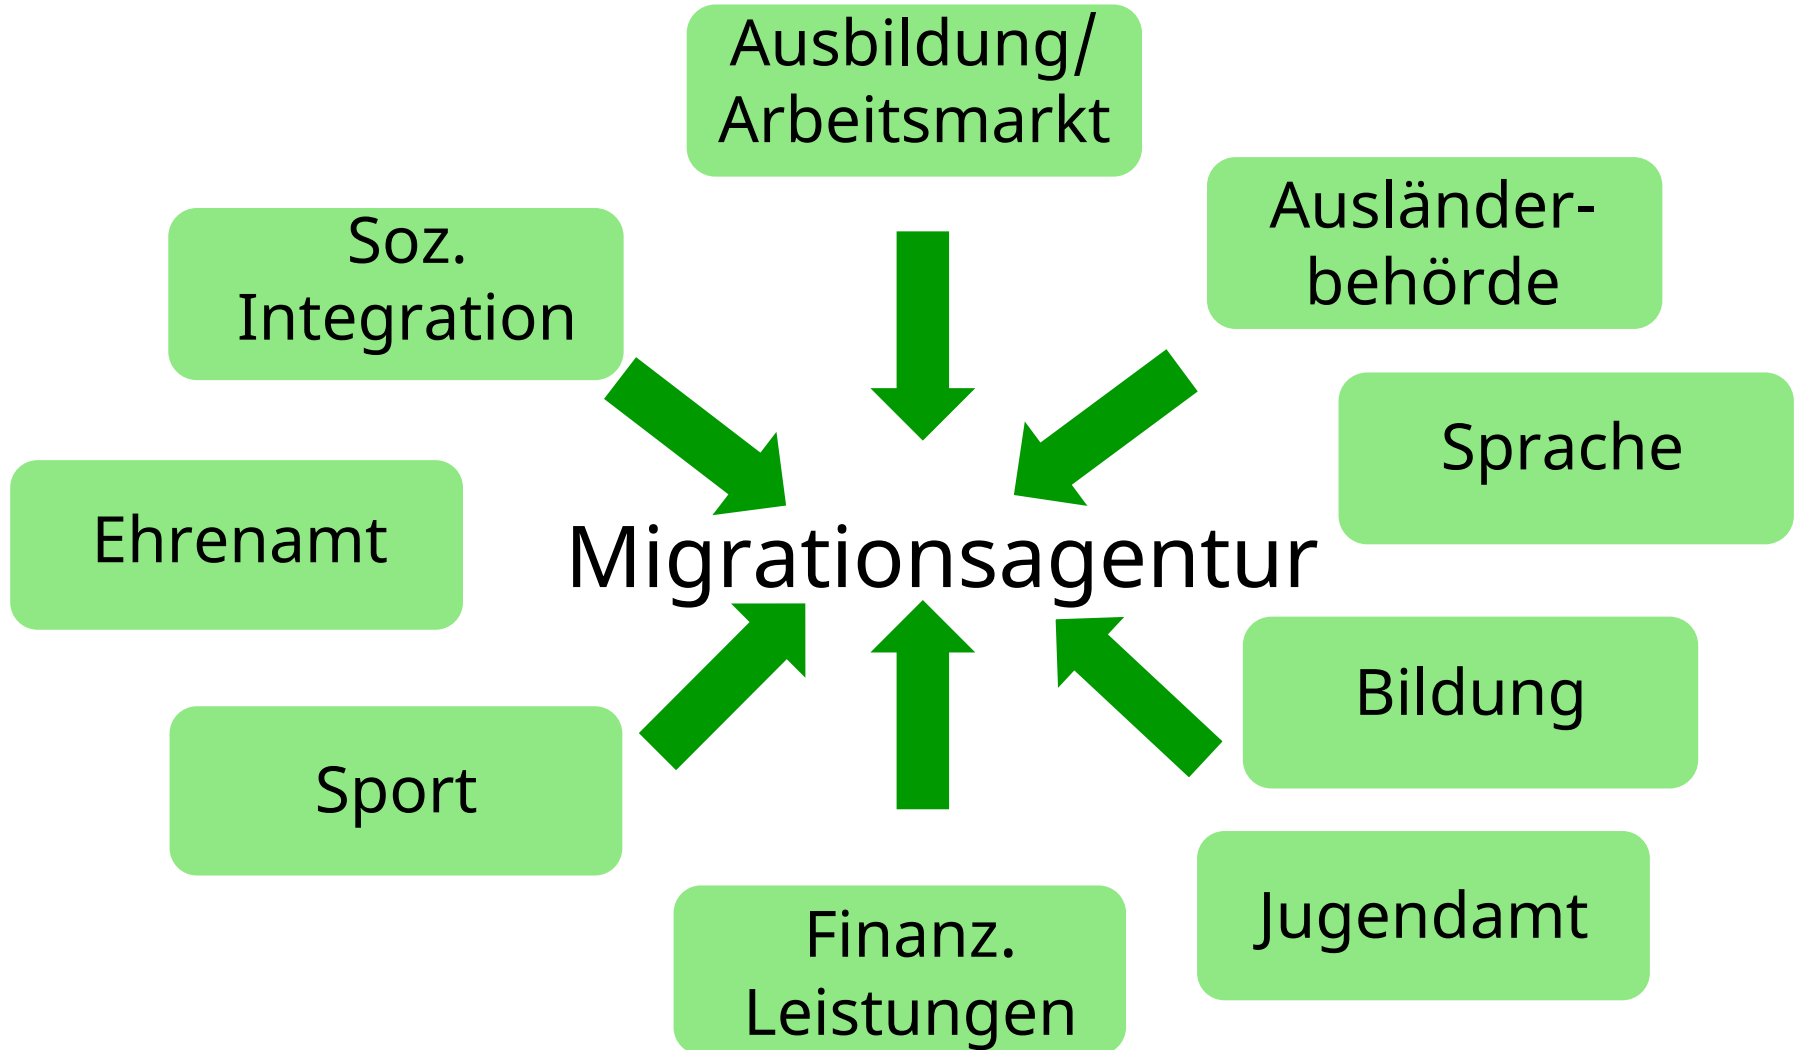 Ausbildung/
Arbeitsmarkt
Ausländer-
behörde
Soz.
Integration
Sprache
Ehrenamt
Migrationsagentur
Bildung
Sport
Jugendamt
Finanz.
Leistungen